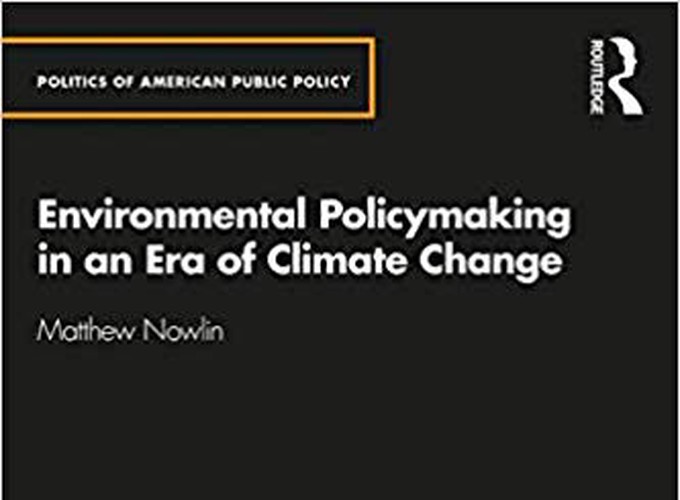 POLITICS OF AMERICAN PUBLIC POLICY
ROUTLEDGE
Environmental Policymaking
in an Era of Climate Change
Matthew Nowlin